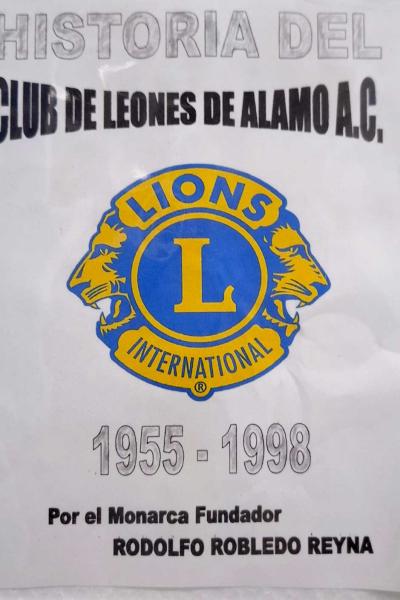 HISTORIA DEL
CLUB DE LEONES DE ALAMO A.C.
LIONS
L
INTERNATIONAL
®
1955 - 1998
Por el Monarca Fundador
RODOLFO ROBLEDO REYNA